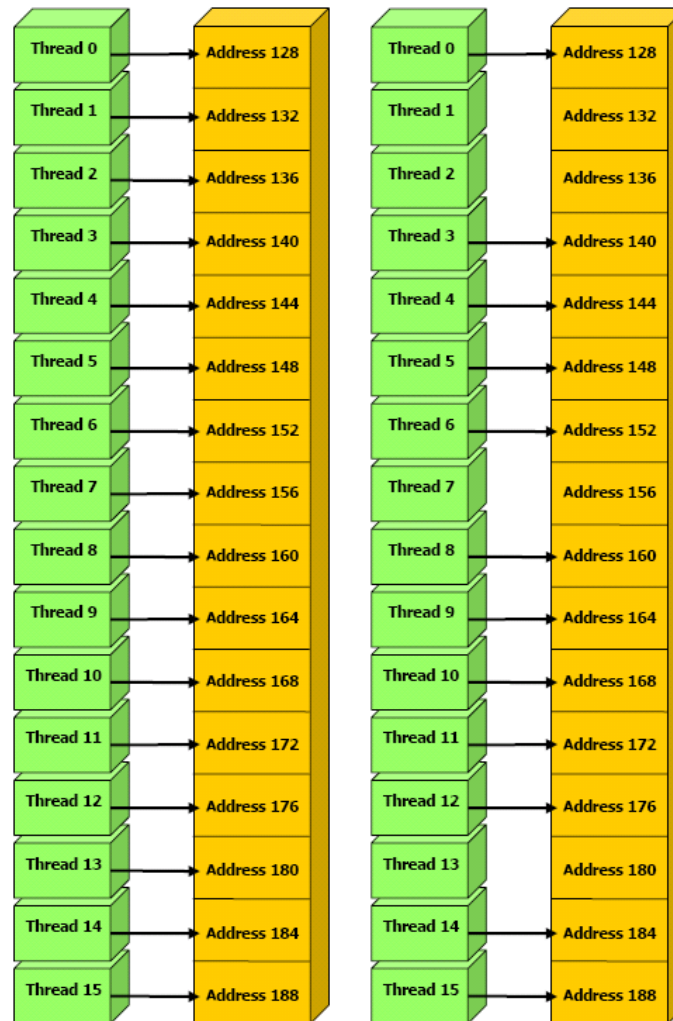 Thread 0 Address 128 Thread 0 Address 128
Thread 1 Address 132 Thread 1 Address 132
Thread 2 Address 136 Thread 2 Address 136
Thread 3 Address 140 Thread 3 Address 140
Thread 4 Address 144 Thread 4 Address 144
Thread 5 Address 148 Thread 5 Address 148
Thread 6 Address 152 Thread 6 Address 152
Thread 7 Address 156 Thread 7 Address 156
Thread 8 Address 160 Thread 8 Address 160
Thread 9 Address 164 Thread 9 Address 164
Thread 10 Address 168 Thread 10 Address 168
Thread 11 Address 172 Thread 11 Address 172
Thread 12 Address 176 Thread 12 Address 176
Thread 13 Address 180 Thread 13 Address 180
Thread 14 Address 184 Thread 14 Address 184
Thread 15 Address 188 Thread 15 Address 188